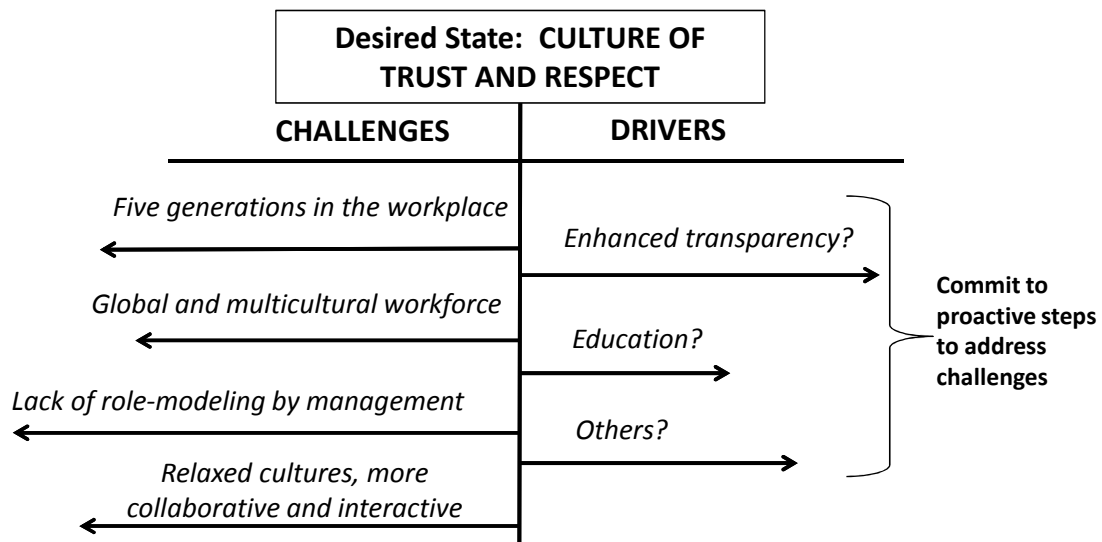 Desired State: CULTURE OF
TRUST AND RESPECT
CHALLENGES
DRIVERS
Five generations in the workplace
Global and multicultural workforce
Lack of role-modeling by management
Relaxed cultures, more
collaborative and interactive
Enhanced transparency?
Education?
Others?
Commit to
proactive steps
to address
challenges